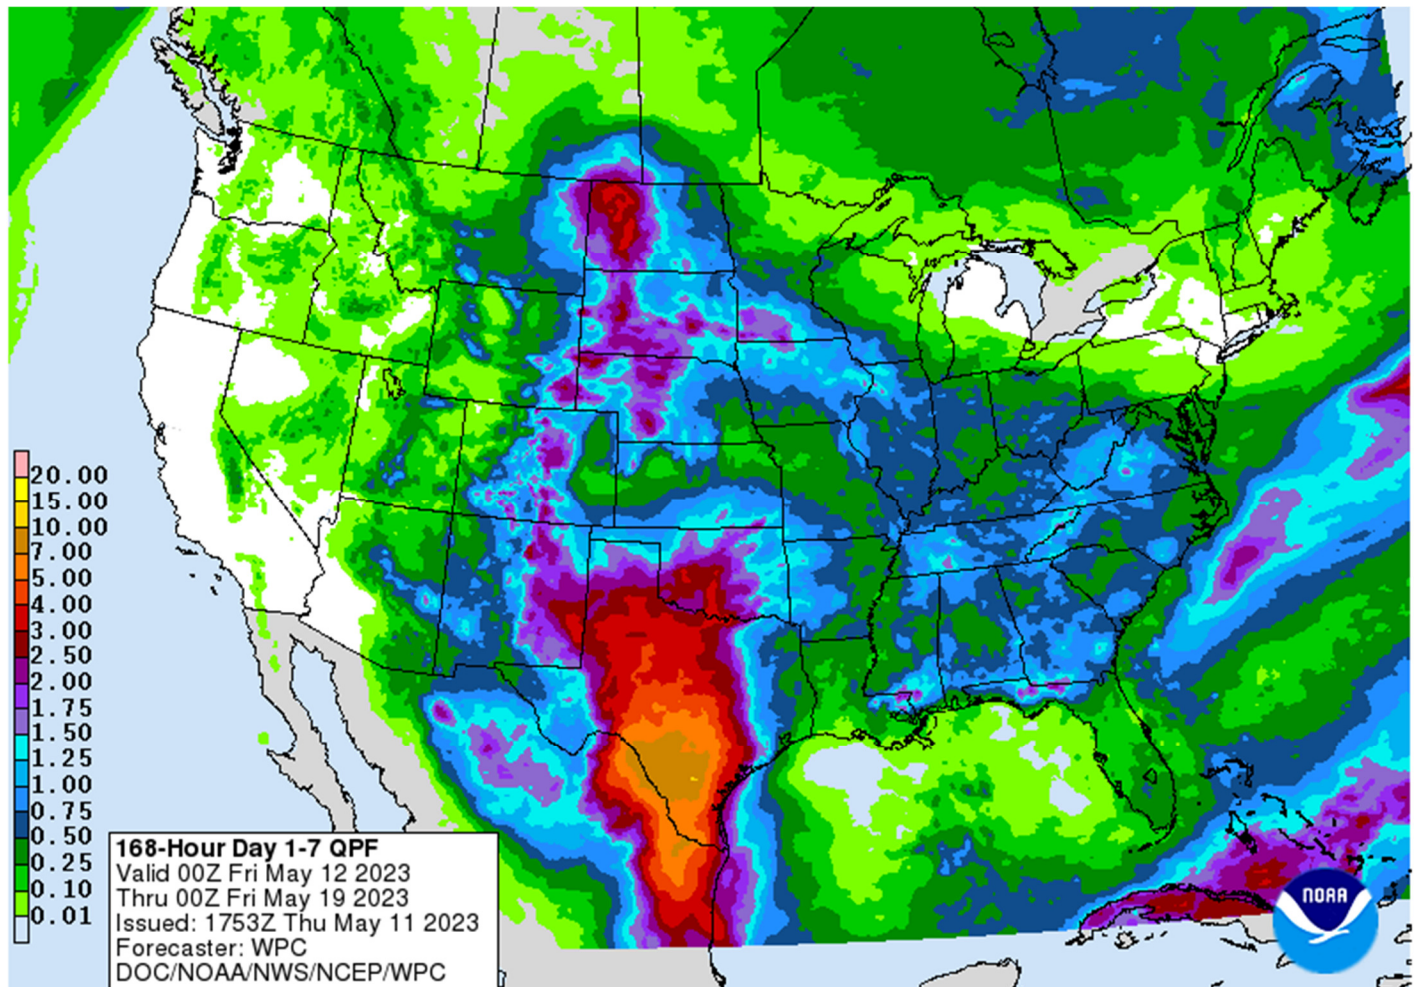 20.00
15.00
10.00
7.00
5.00
4.00
3.00
2.50
2.00
1.75
1.50
1.25
1.00
0.75
0.50
0.25
0.10
0.01
168-Hour Day 1-7 QPF
Valid 00Z Fri May 12 2023
Thru 00Z Fri May 19 2023
Issued: 1753Z Thu May 11 2023
Forecaster: WPC
DOC/NOAA/NWS/NCEP/WPC
NOAA